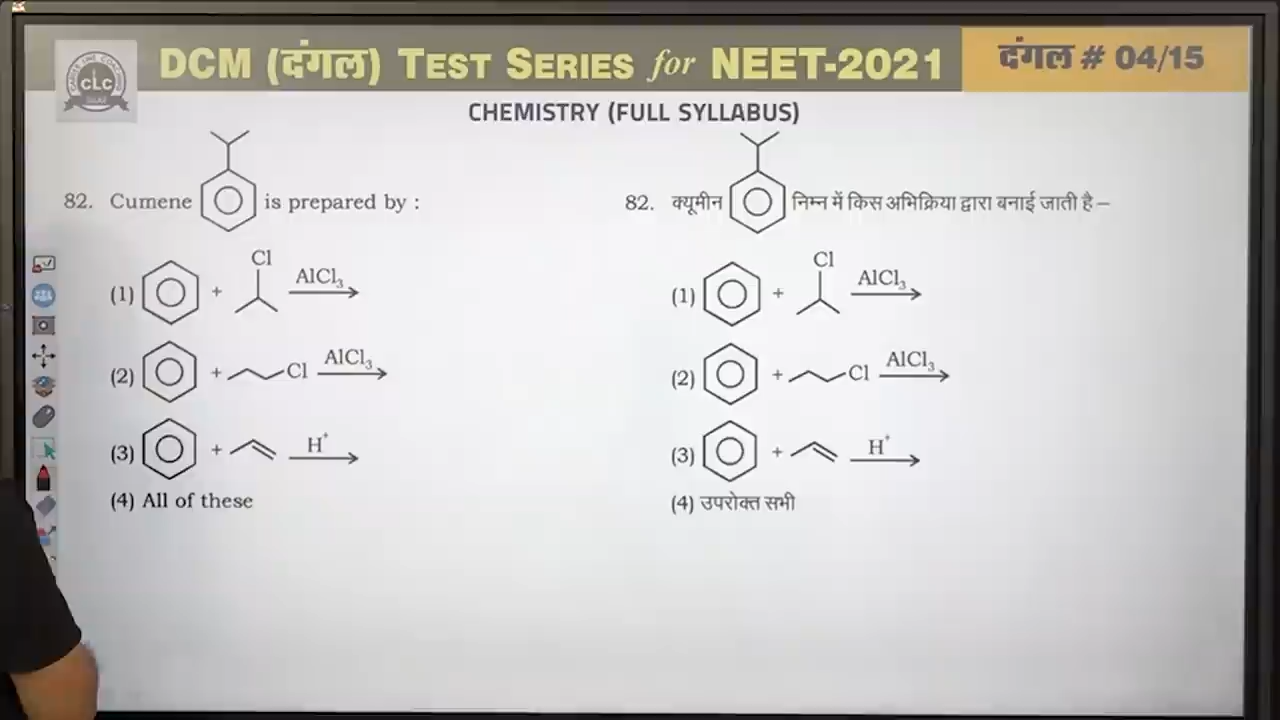 DCM (दंगल) TEST SERIES for NEET-2021
दंगल # 04/15
CLC
CHEMISTRY (FULL SYLLABUS)
82. Cumene is prepared by :
(1) + Cl AlCl₃
(2) + Cl AlCl₃
(3) + H⁺
(4) All of these
82. क्यूमीन निम्न में किस अभिक्रिया द्वारा बनाई जाती है –
(1) + Cl AlCl₃
(2) + Cl AlCl₃
(3) + H⁺
(4) उपरोक्त सभी